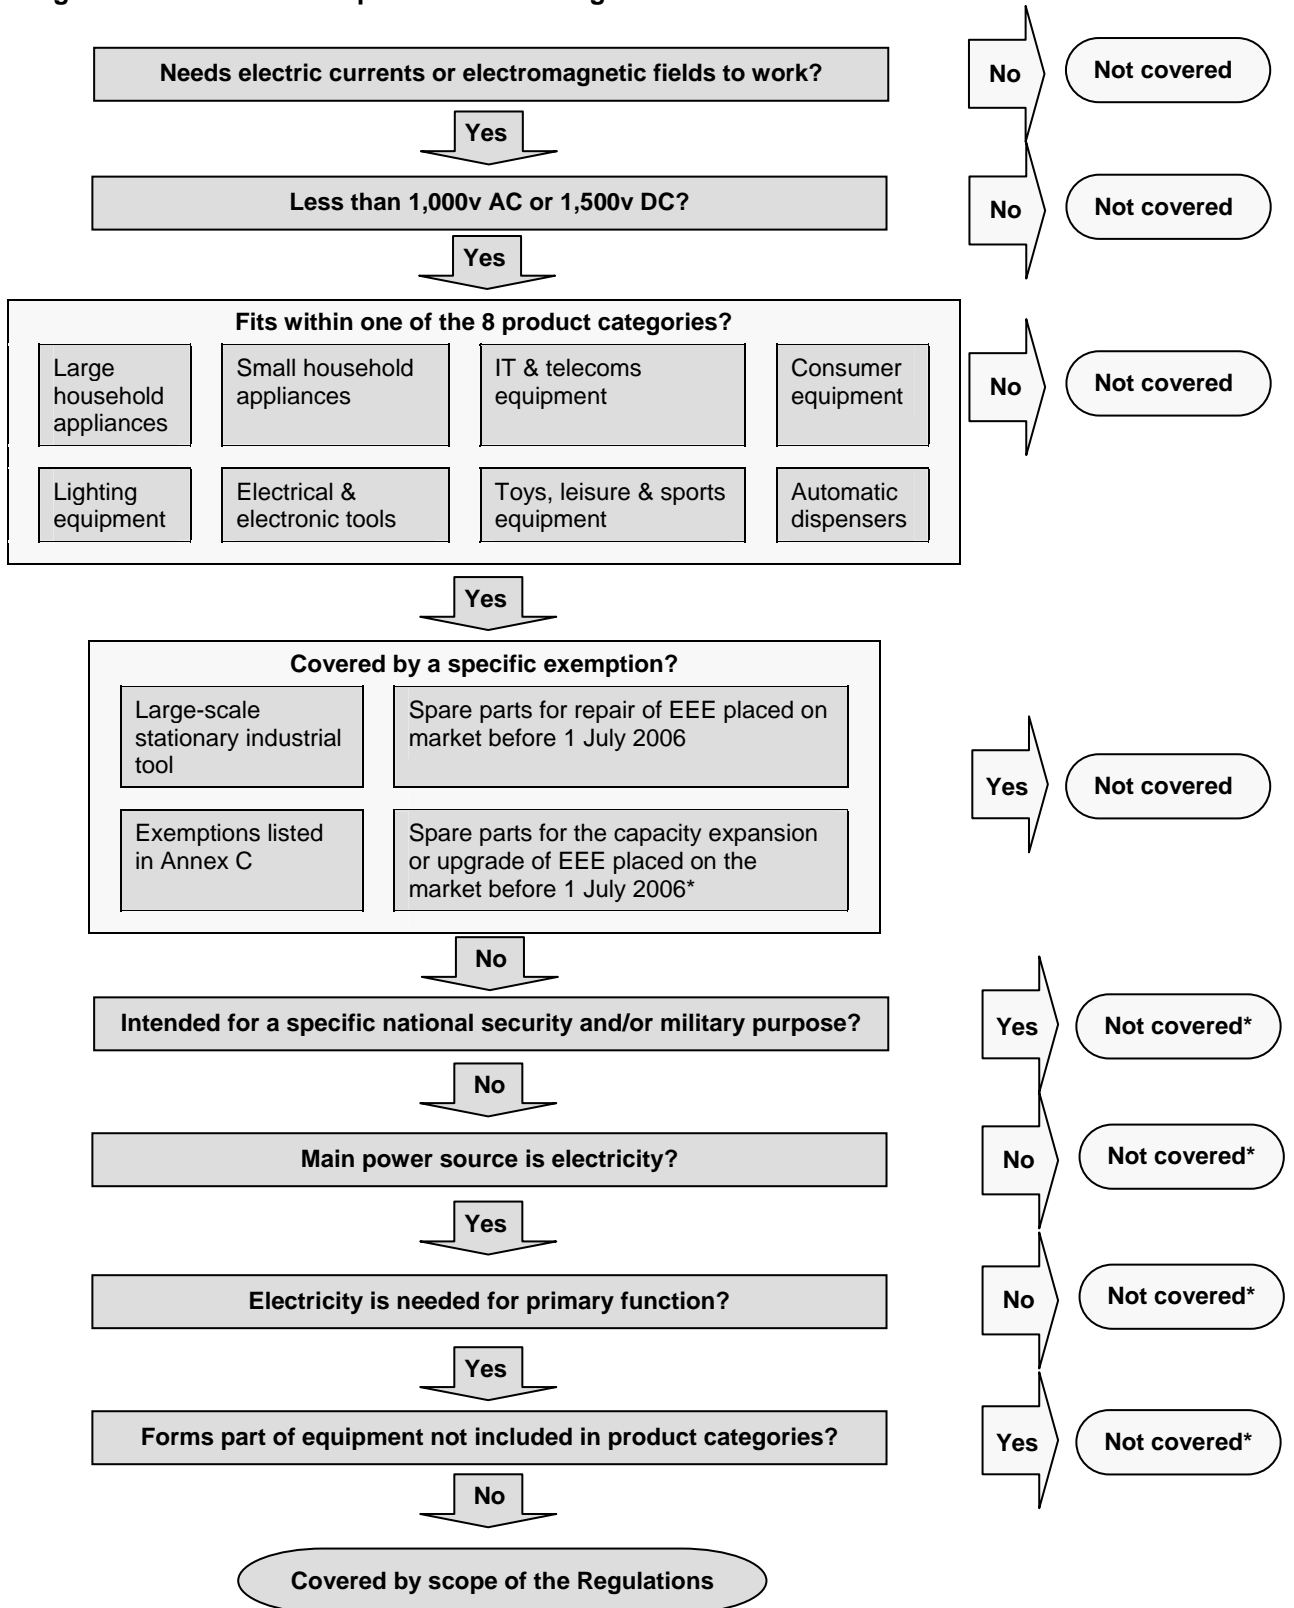 Needs electric currents or electromagnetic fields to work?
No
Not covered
Yes
Less than 1,000v AC or 1,500v DC?
No
Not covered
Yes
Fits within one of the 8 product categories?
Large
household
appliances
Small household
appliances
IT & telecoms
equipment
Consumer
equipment
No
Not covered
Lighting
equipment
Electrical &
electronic tools
Toys, leisure & sports
equipment
Automatic
dispensers
Yes
Covered by a specific exemption?
Large-scale
stationary industrial
tool
Spare parts for repair of EEE placed on
market before 1 July 2006
Yes
Not covered
Exemptions listed
in Annex C
Spare parts for the capacity expansion
or upgrade of EEE placed on the
market before 1 July 2006*
No
Intended for a specific national security and/or military purpose?
Yes
Not covered*
No
Main power source is electricity?
No
Not covered*
Yes
Electricity is needed for primary function?
No
Not covered*
Yes
Forms part of equipment not included in product categories?
Yes
Not covered*
No
Covered by scope of the Regulations